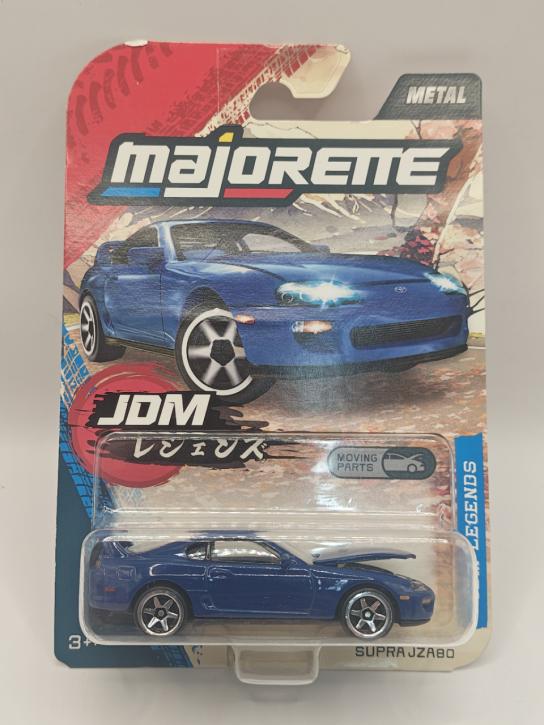 METAL
majorette
JDM
レジェンズ
MOVING
PARTS
LEGENDS
3+
SUPRA JZA80